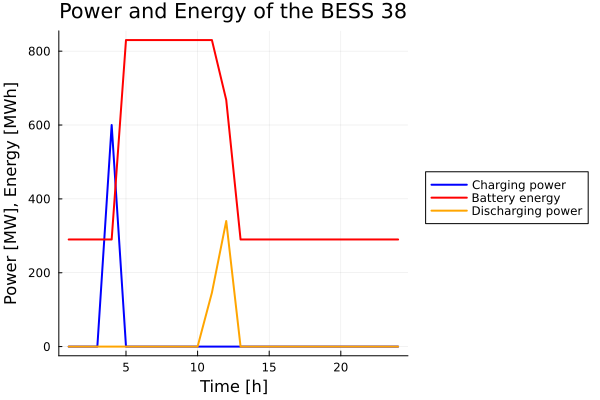 Power and Energy of the BESS 38
Power [MW], Energy [MWh]
800
600
400
200
0
5 10 15 20
Time [h]
Charging power
Battery energy
Discharging power